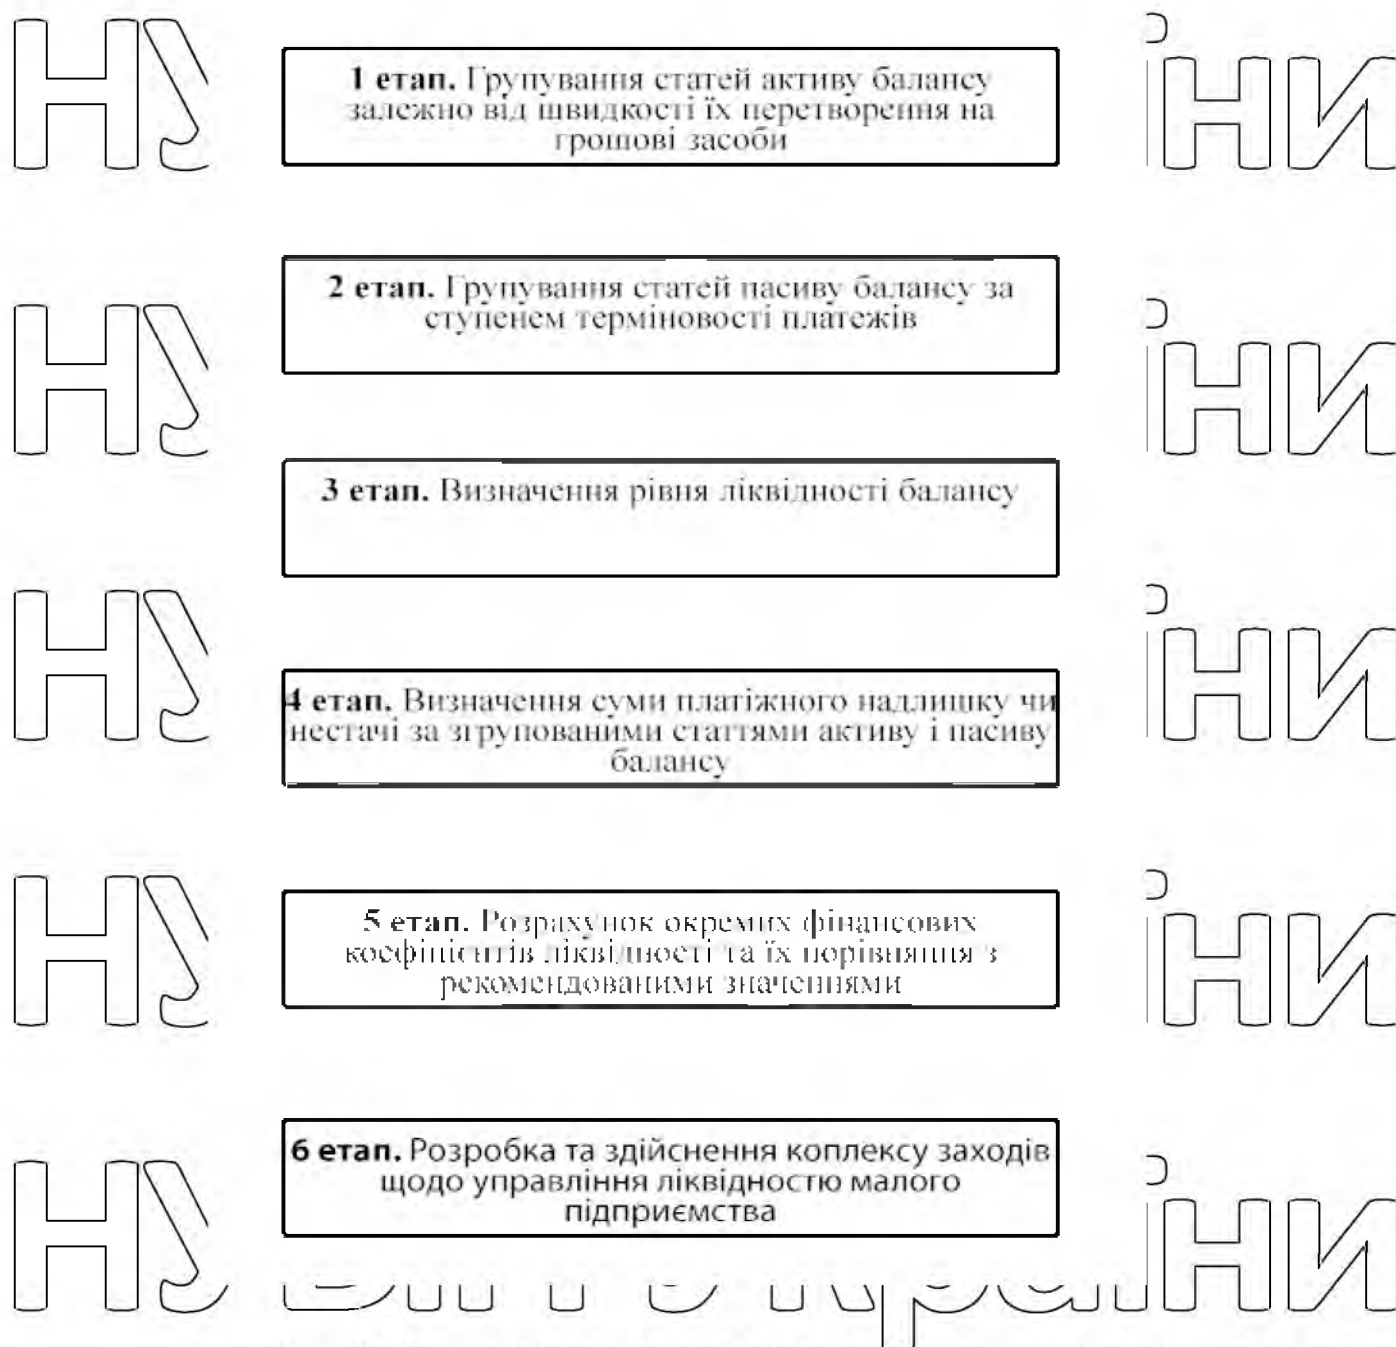 1 етап. Групування статей активу балансу
залежно від швидкості їх перетворення на
грошові засоби
2 етап. Групування статей пасиву балансу за
ступенем терміновості платежів
3 етап. Визначення рівня ліквідності балансу
4 етап. Визначення суми платіжного надлишку чи
нестачі за згрупованими статтями активу і пасиву
балансу
5 етап. Розрахунок окремих фінансових
коефіцієнтів ліквідності та їх порівняння з
рекомендованими значеннями
6 етап. Розробка та здійснення коплексу заходів
щодо управління ліквідностю малого
підприємства